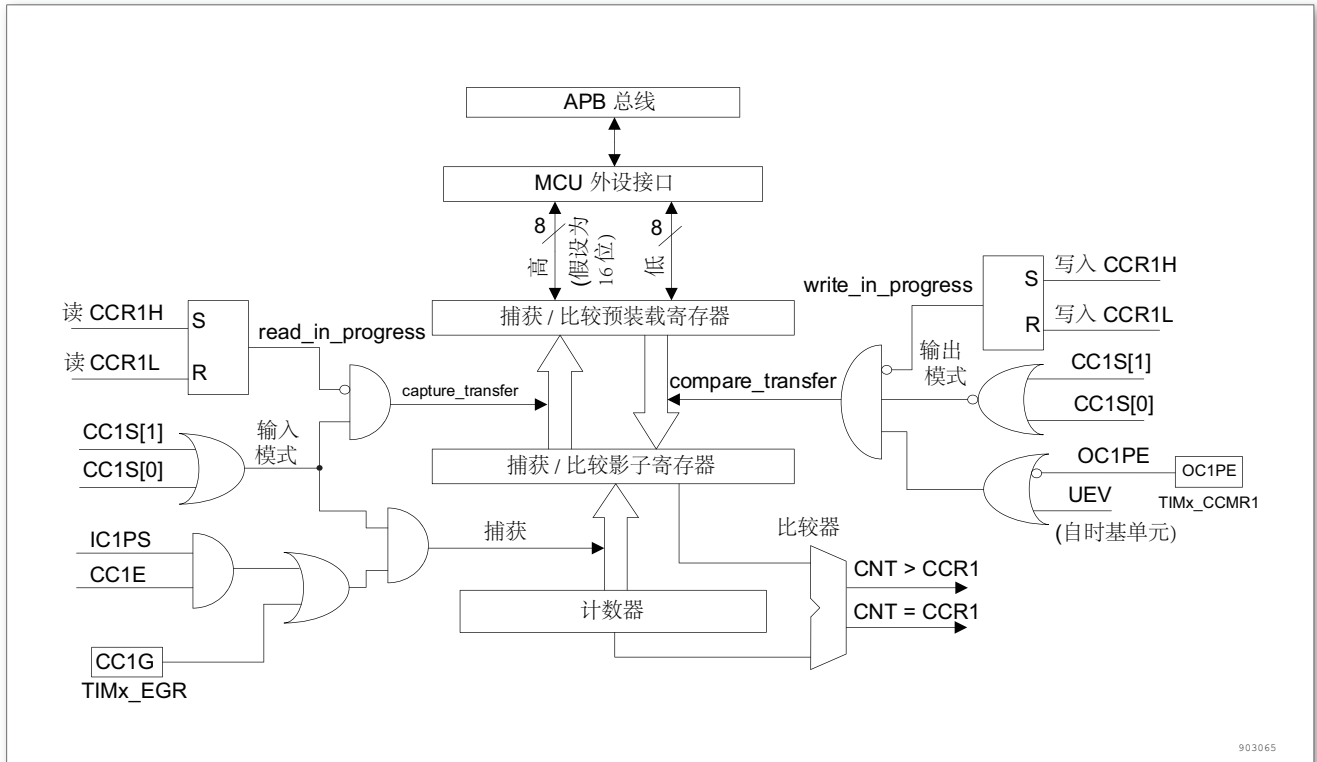 APB 总线
MCU 外设接口
8
8
高
(假设为
16 位)
低
捕获 / 比较预装载寄存器
读 CCR1H
读 CCR1L
S
R
read_in_progress
capture_transfer
CC1S[1]
CC1S[0]
输入
模式
IC1PS
CC1E
CC1G
TIMx_EGR
捕获
write_in_progress
S
R
写入 CCR1H
写入 CCR1L
compare_transfer
输出
模式
CC1S[1]
CC1S[0]
OC1PE
UEV
(自时基单元)
OC1PE
TIMx_CCMR1
捕获 / 比较影子寄存器
计数器
比较器
CNT > CCR1
CNT = CCR1
903065